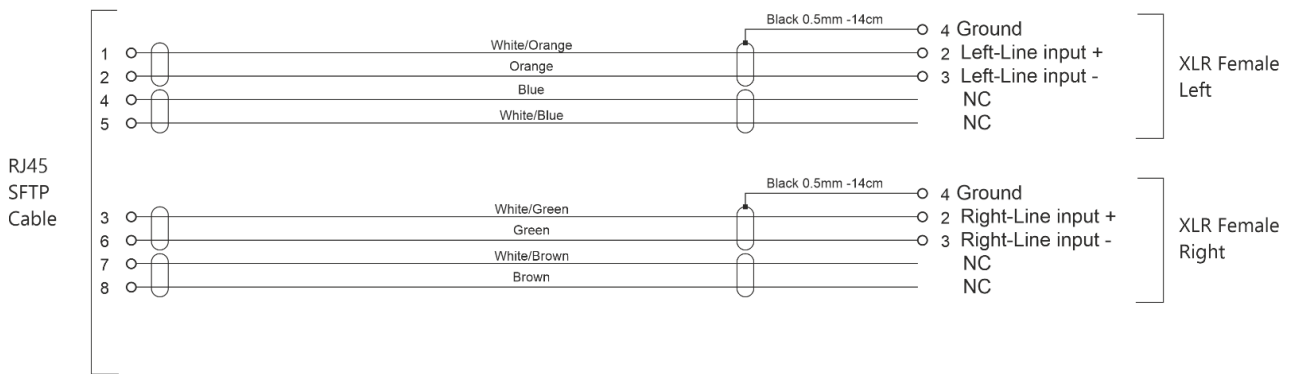 Black 0.5mm -14cm
4 Ground
1 White/Orange 2 Left-Line input +
2 Orange 3 Left-Line input -
4 Blue NC
5 White/Blue NC
XLR Female
Left
RJ45
SFTP
Cable
Black 0.5mm -14cm
4 Ground
3 White/Green 2 Right-Line input +
6 Green 3 Right-Line input -
7 White/Brown NC
8 Brown NC
XLR Female
Right